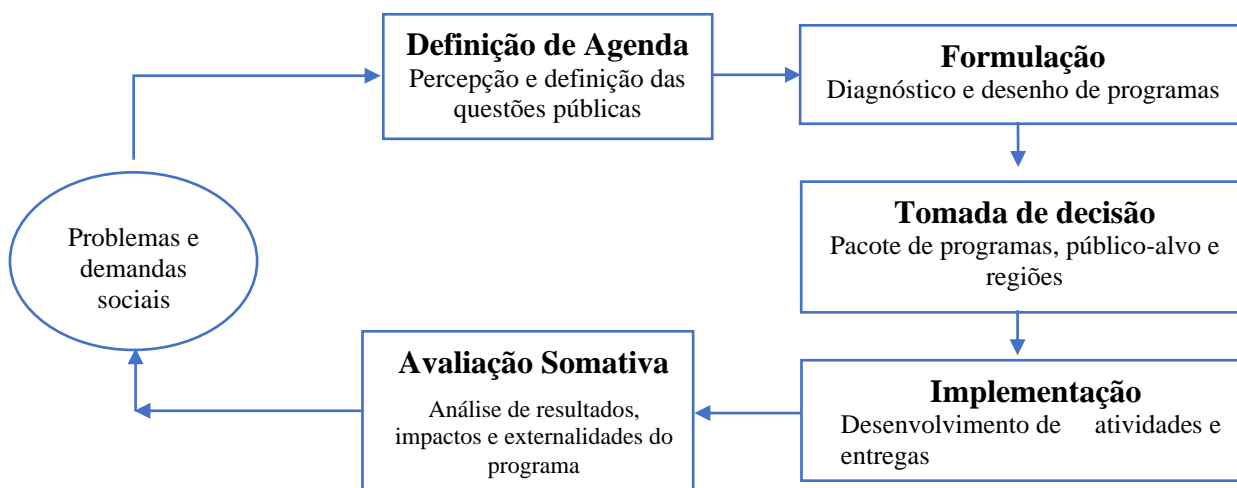 Definição de Agenda
Percepção e definição das
questões públicas
Formulação
Diagnóstico e desenho de programas
Problemas e
demandas
sociais
Tomada de decisão
Pacote de programas, público-alvo e
regiões
Avaliação Somativa
Análise de resultados,
impactos e externalidades do
programa
Implementação
Desenvolvimento de atividades e
entregas